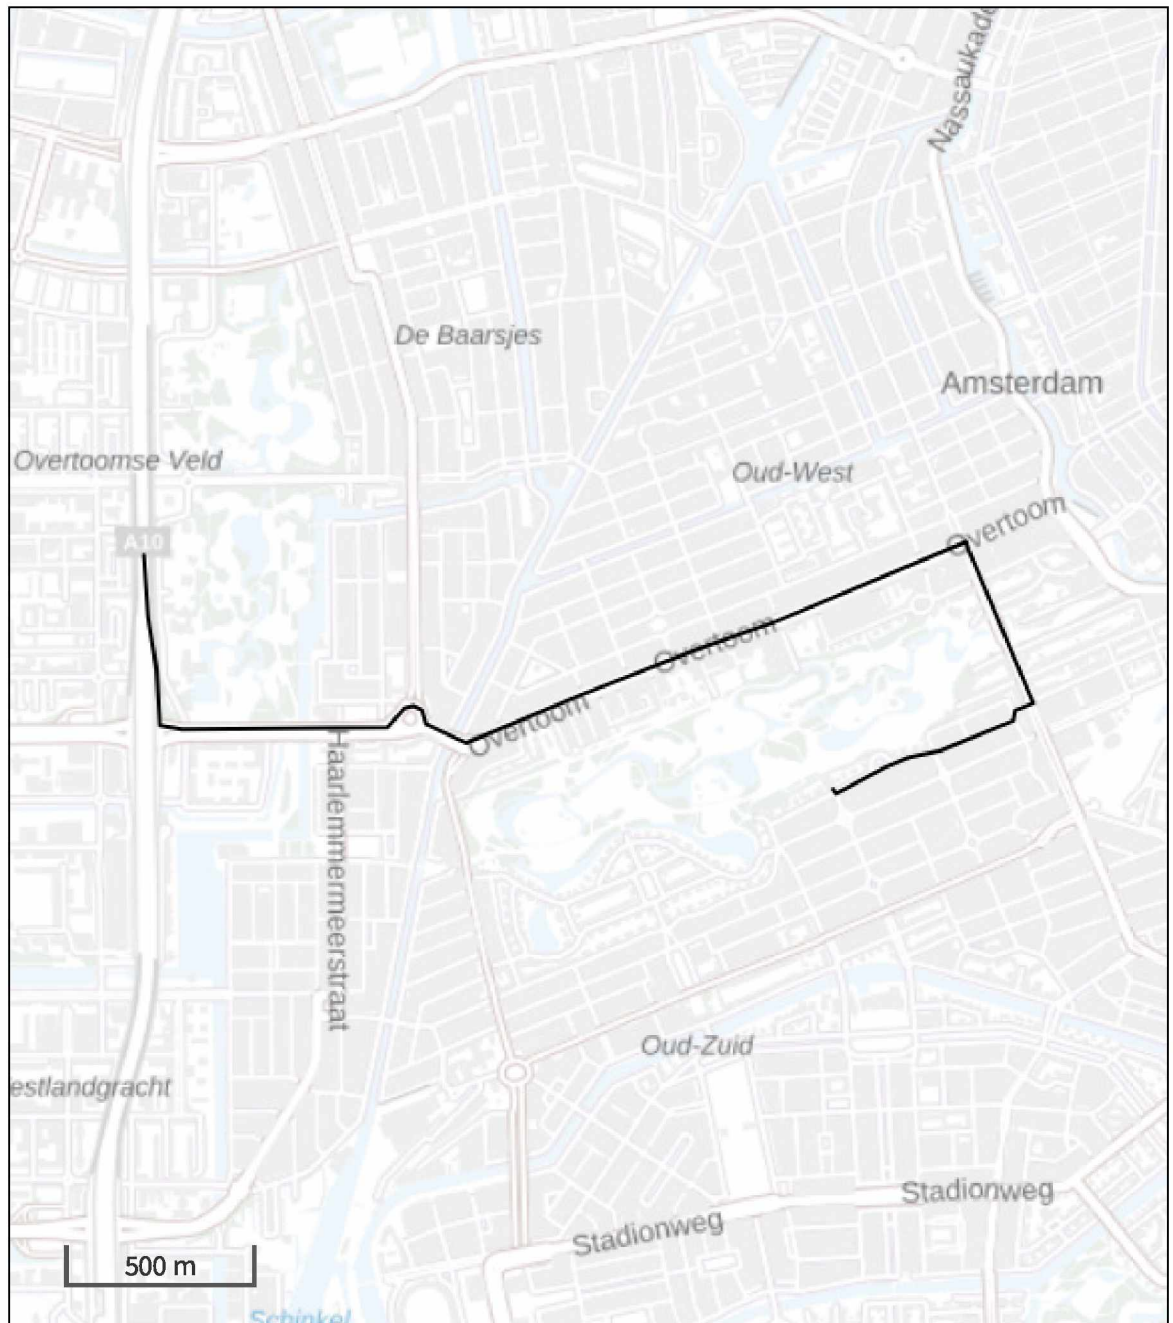 Nassaukade
De Baarsjes
Amsterdam
Overtoomse Veld
Oud-West
Overtoom
A10
Overtoom
Overtoom
Haarlemmermeerstraat
Oud-Zuid
estlandgracht
Stadionweg
Stadionweg
500 m
Schinkel